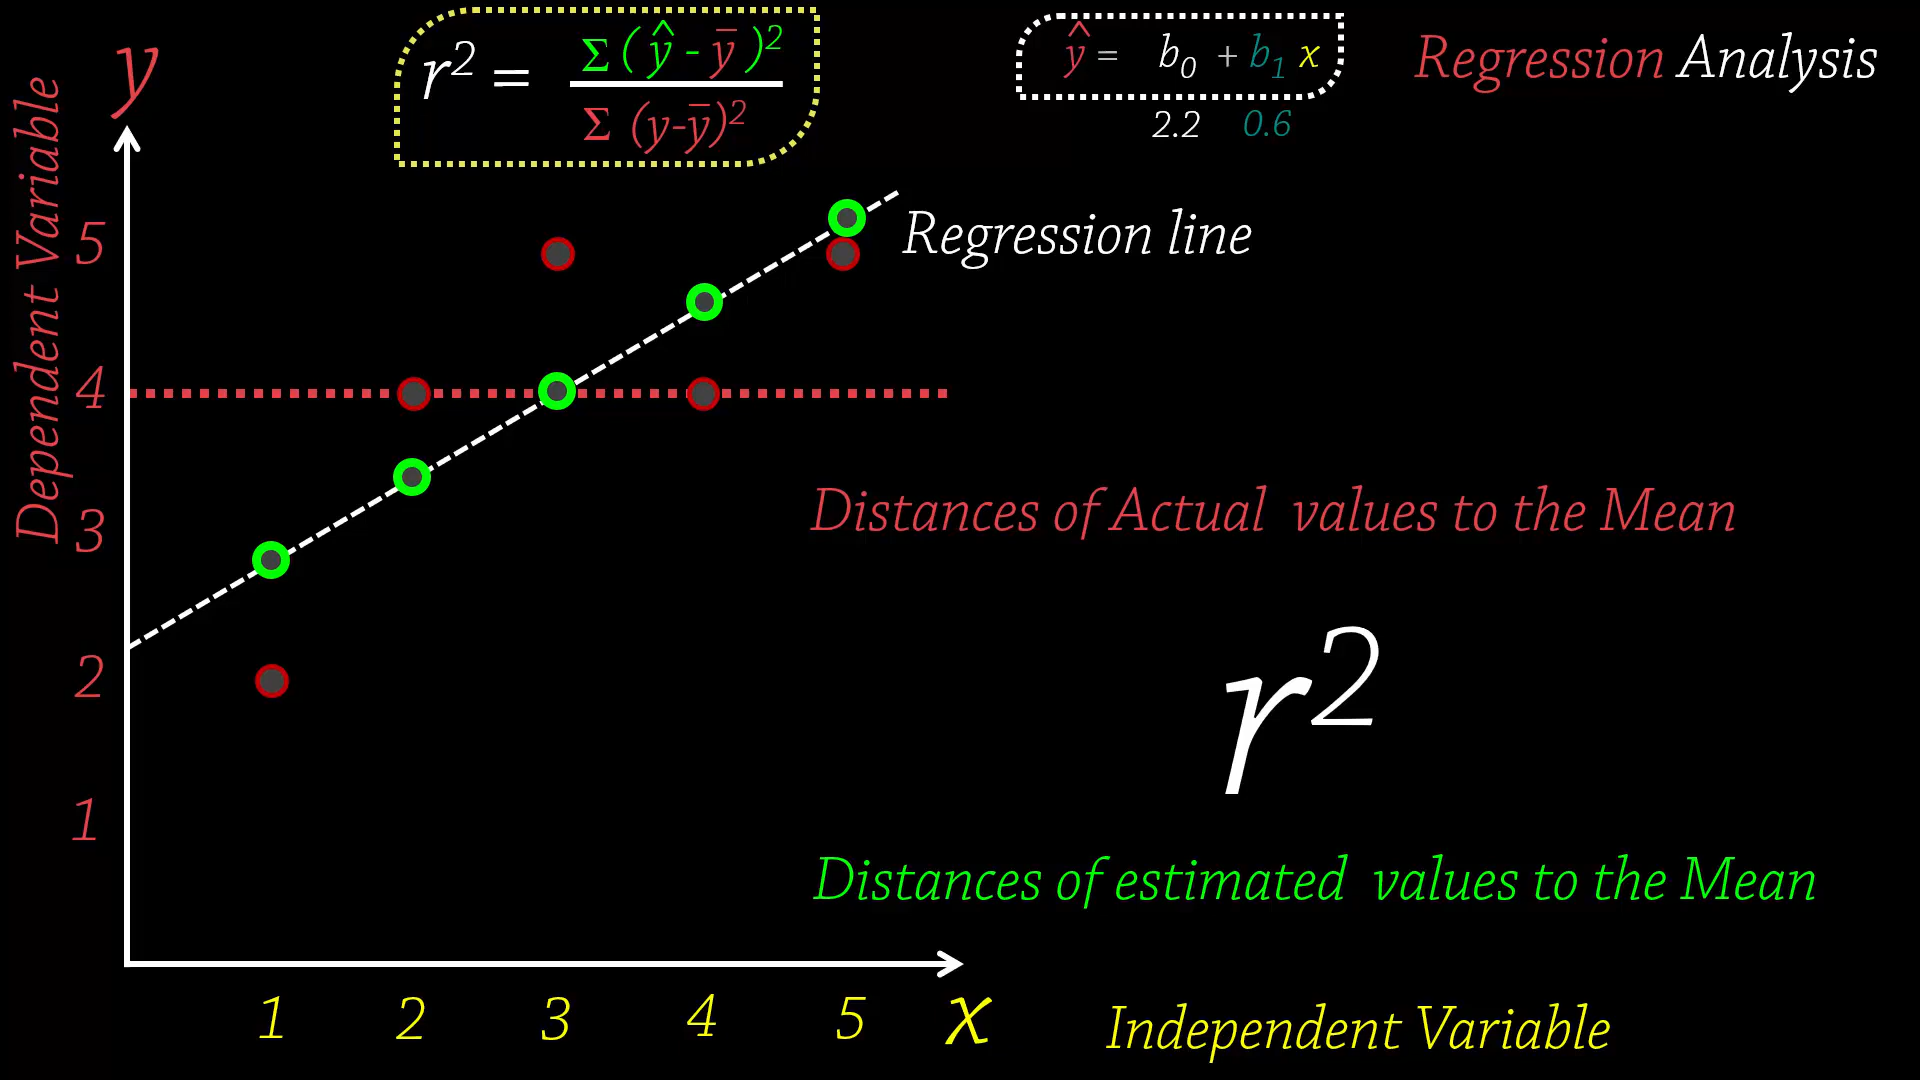 Regression Analysis
r² = Σ (ŷ - ȳ)²
Σ (y-ȳ)²
ŷ = b₀ + b₁ x
2.2 0.6
y
Dependent Variable
5
4
3
2
1
Regression line
Distances of Actual values to the Mean
r²
Distances of estimated values to the Mean
1 2 3 4 5 x
Independent Variable